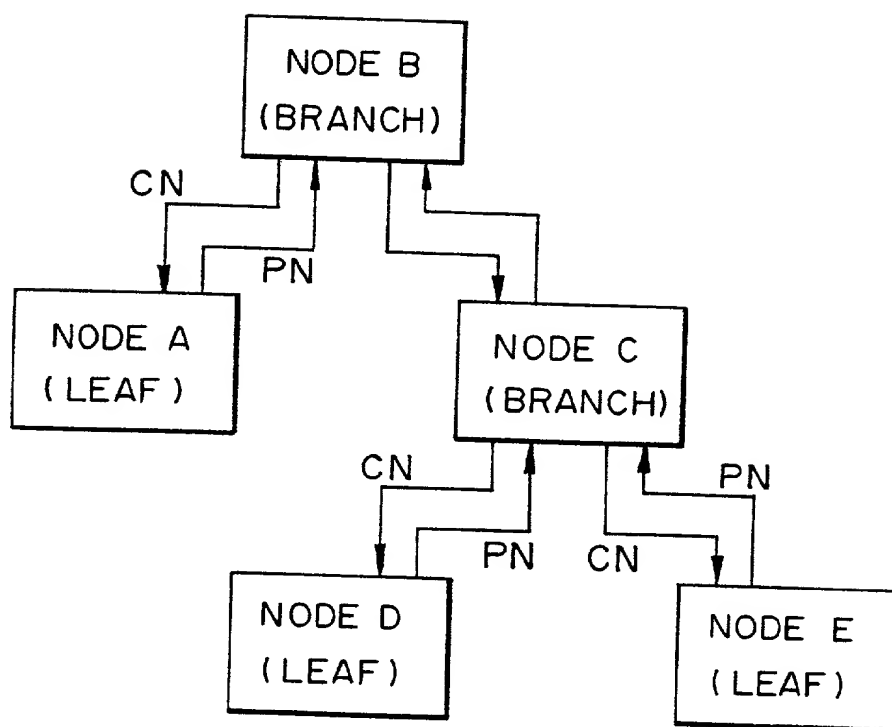 NODE B
(BRANCH)
CN
PN
NODE A
(LEAF)
NODE C
(BRANCH)
CN
PN
PN
CN
NODE D
(LEAF)
NODE E
(LEAF)